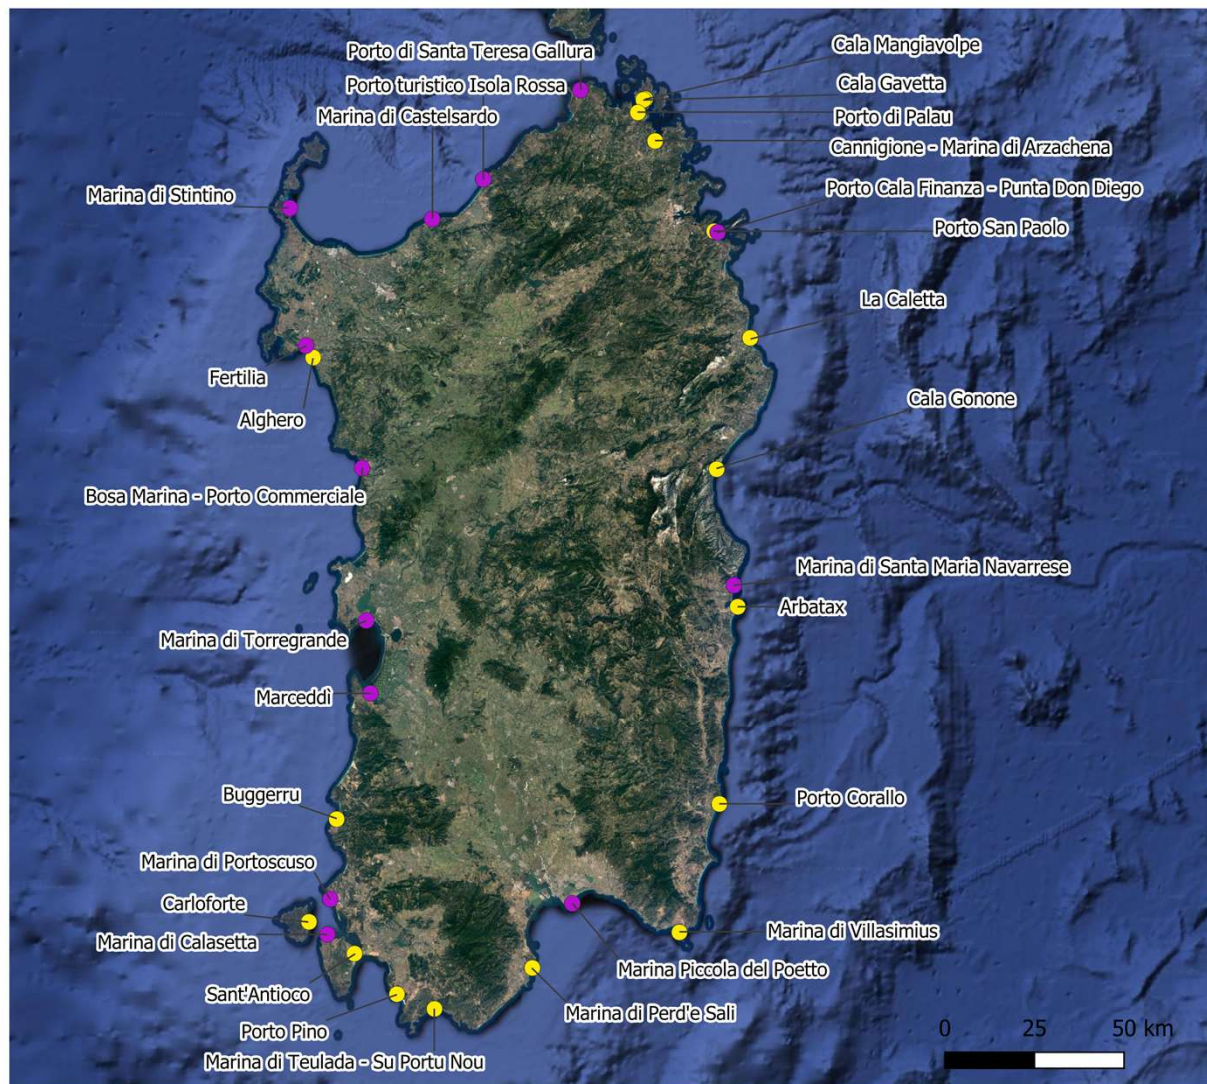 Porto di Santa Teresa Gallura
Cala Mangiavolpe
Porto turistico Isola Rossa
Cala Gavetta
Marina di Castelsardo
Porto di Palau
Cannigione - Marina di Arzachena
Marina di Stintino
Porto Cala Finanza - Punta Don Diego
Porto San Paolo
La Caletta
Fertilia
Cala Gonone
Alghero
Bosa Marina - Porto Commerciale
Marina di Santa Maria Navarrese
Arbatax
Marina di Torregrande
Marceddì
Buggerru
Porto Corallo
Marina di Portoscuso
Carloforte
Marina di Calasetta
Marina di Villasimius
Marina Piccola del Poetto
Sant'Antioco
Marina di Perd'e Sali
Porto Pino
Marina di Teulada - Su Portu Nou
0 25 50 km